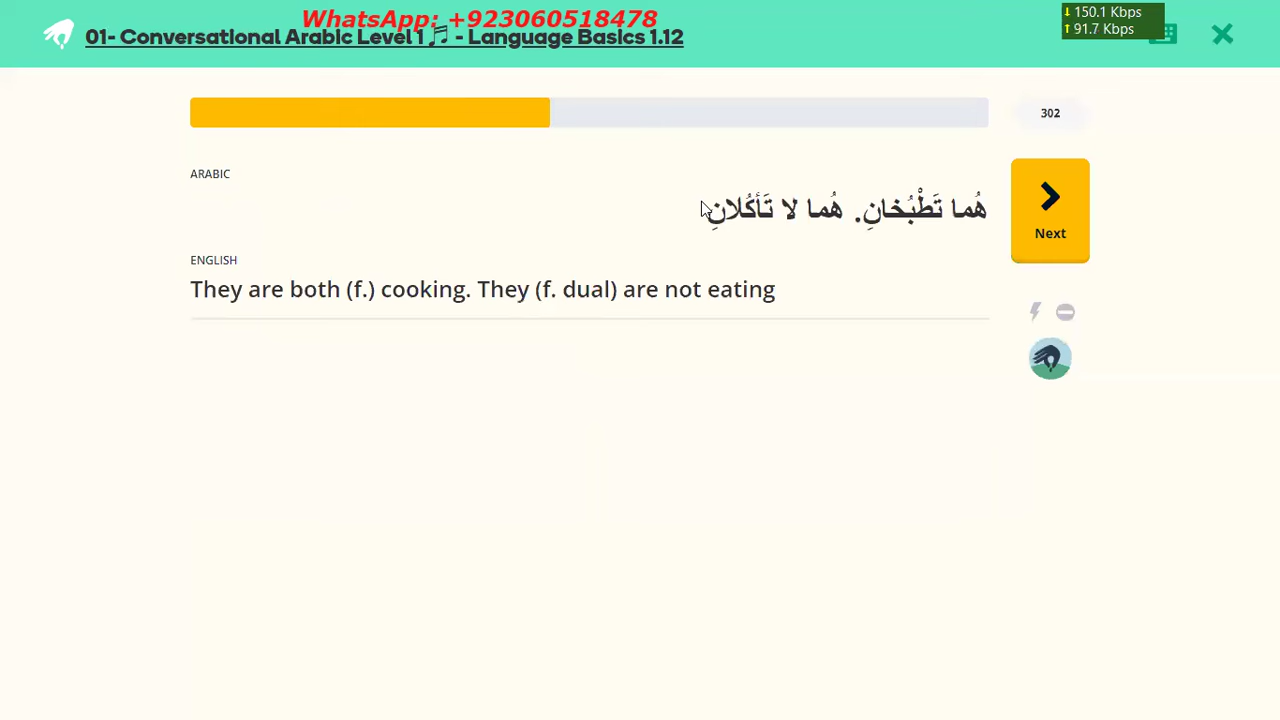 WhatsApp: +923060518478
01- Conversational Arabic Level 1 🎵 - Language Basics 1.12
150.1 Kbps
91.7 Kbps
302
ARABIC
هُما تَطْبُخانِ. هُما لا تَأكُلانِ
Next
ENGLISH
They are both (f.) cooking. They (f. dual) are not eating